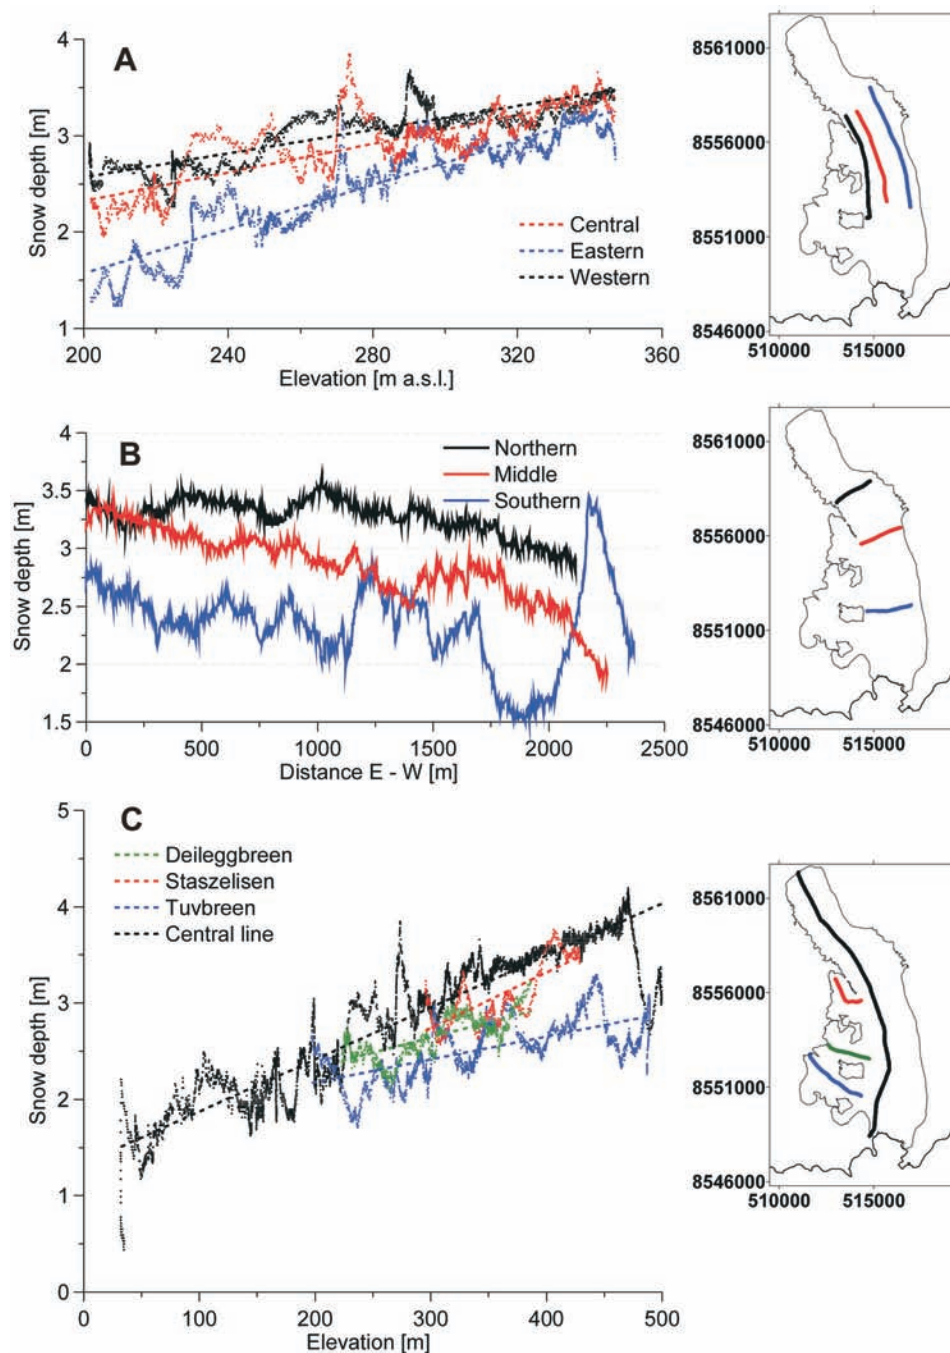 A
Snow depth [m]
4
3
2
1
Central
Eastern
Western
200 240 280 320 360
Elevation [m a.s.l.]
8561000
8556000
8551000
8546000
510000 515000
B
Snow depth [m]
4
3.5
3
2.5
2
1.5
Northern
Middle
Southern
0 500 1000 1500 2000 2500
Distance E - W [m]
8561000
8556000
8551000
8546000
510000 515000
C
Snow depth [m]
5
4
3
2
1
0
Deileggbreen
Staszelisen
Tuvbreen
Central line
0 100 200 300 400 500
Elevation [m]
8561000
8556000
8551000
8546000
510000 515000